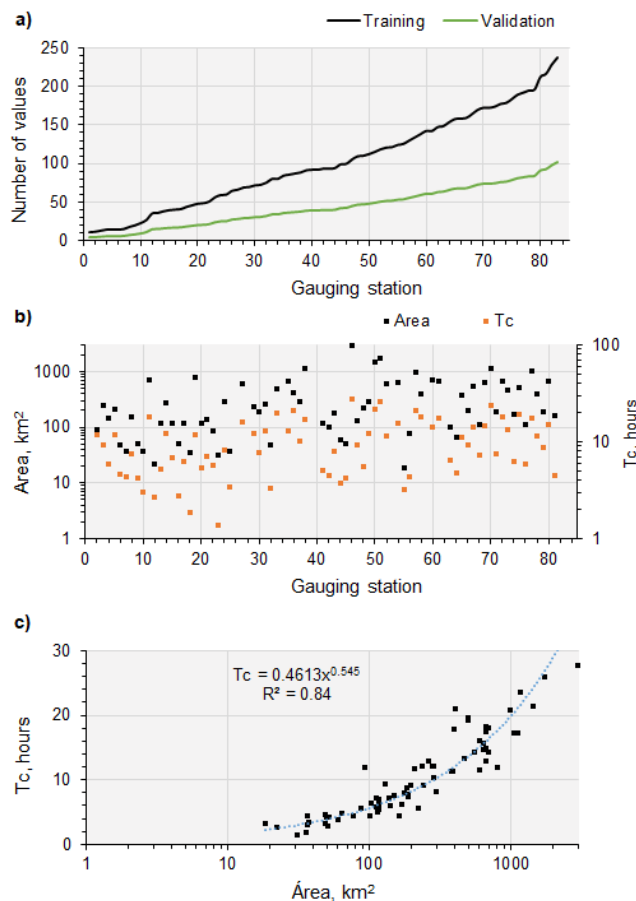 a)
Training Validation
250
200
150
100
50
0
Number of values
0 10 20 30 40 50 60 70 80
Gauging station
b)
Area Tc
1000
100
10
1
Area, km²
100
10
1
Tc, hours
0 10 20 30 40 50 60 70 80
Gauging station
c)
30
20
10
0
Tc, hours
Tc = 0.4613x^0.545
R² = 0.84
1 10 100 1000
Área, km²